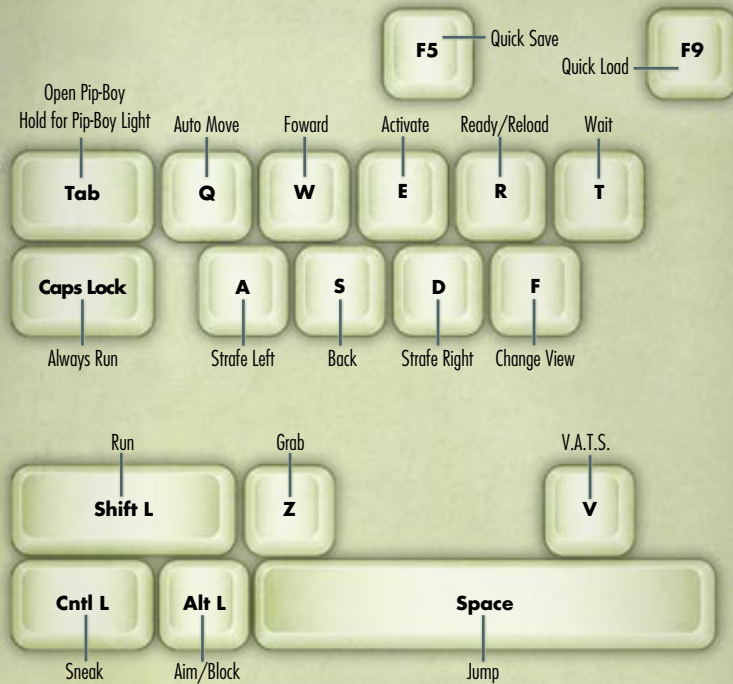 F5
Quick Save
Quick Load
F9
Open Pip-Boy
Hold for Pip-Boy Light
Auto Move
Foward
Activate
Ready/Reload
Wait
Tab
Q
W
E
R
T
Caps Lock
A
S
D
F
Always Run
Strafe Left
Back
Strafe Right
Change View
Run
Grab
V.A.T.S.
Shift L
Z
V
Cntl L
Alt L
Space
Sneak
Aim/Block
Jump